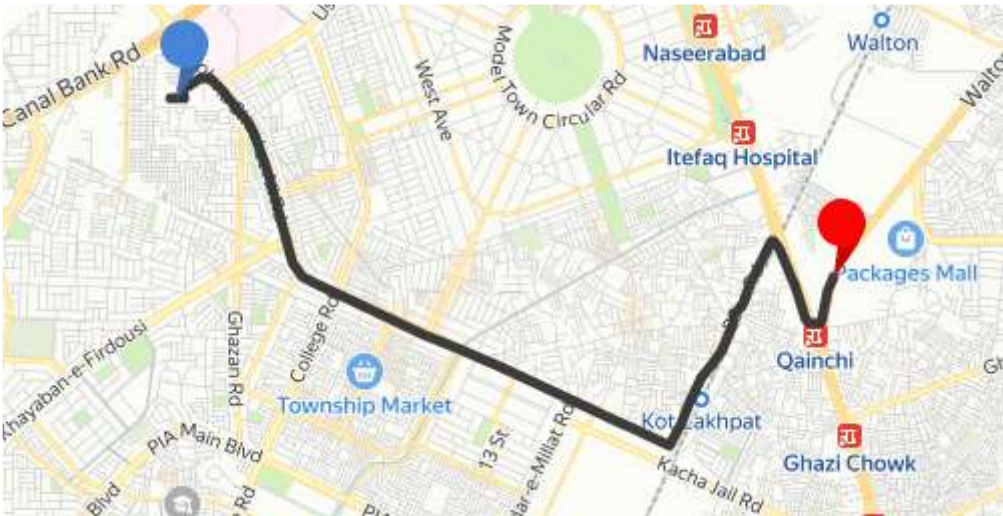 Canal Bank Rd
West Ave
Model Town Circular Rd
Naseerabad
Walton
Walton
Itefaq Hospital
Packages Mall
Ghazan Rd
College Rd
Khayaban-e-Firdousi
Qainchi
Township Market
Kot Lakhpat
PIA Main Blvd
13 St
Ghazi Chowk
Kacha Jail Rd
Blvd